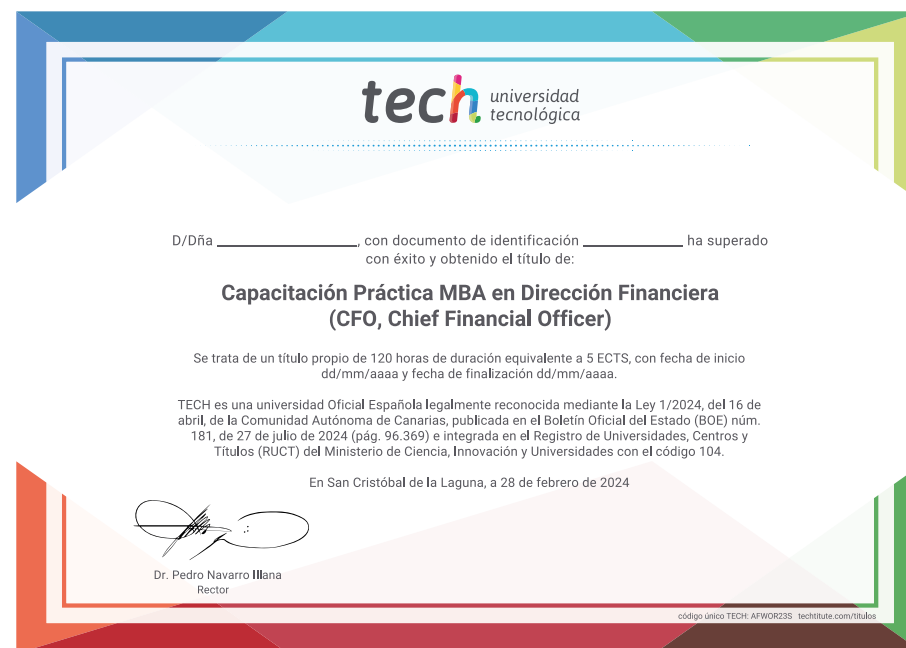 tech universidad
tecnológica
D/Dña ____________________, con documento de identificación ______________ ha superado
con éxito y obtenido el título de:
Capacitación Práctica MBA en Dirección Financiera
(CFO, Chief Financial Officer)
Se trata de un título propio de 120 horas de duración equivalente a 5 ECTS, con fecha de inicio
dd/mm/aaaa y fecha de finalización dd/mm/aaaa.
TECH es una universidad Oficial Española legalmente reconocida mediante la Ley 1/2024, del 16 de
abril, de la Comunidad Autónoma de Canarias, publicada en el Boletín Oficial del Estado (BOE) núm.
181, de 27 de julio de 2024 (pág. 96.369) e integrada en el Registro de Universidades, Centros y
Títulos (RUCT) del Ministerio de Ciencia, Innovación y Universidades con el código 104.
En San Cristóbal de la Laguna, a 28 de febrero de 2024
Dr. Pedro Navarro Illana
Rector
código único TECH: AFWOR23S techtitute.com/titulos